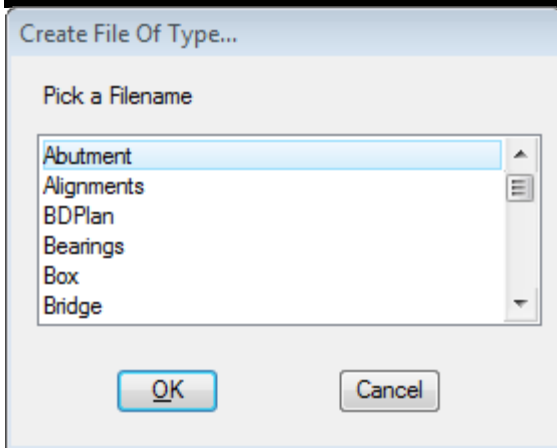 Create File Of Type...
Pick a Filename
Abutment
Alignments
BDPlan
Bearings
Box
Bridge
OK
Cancel